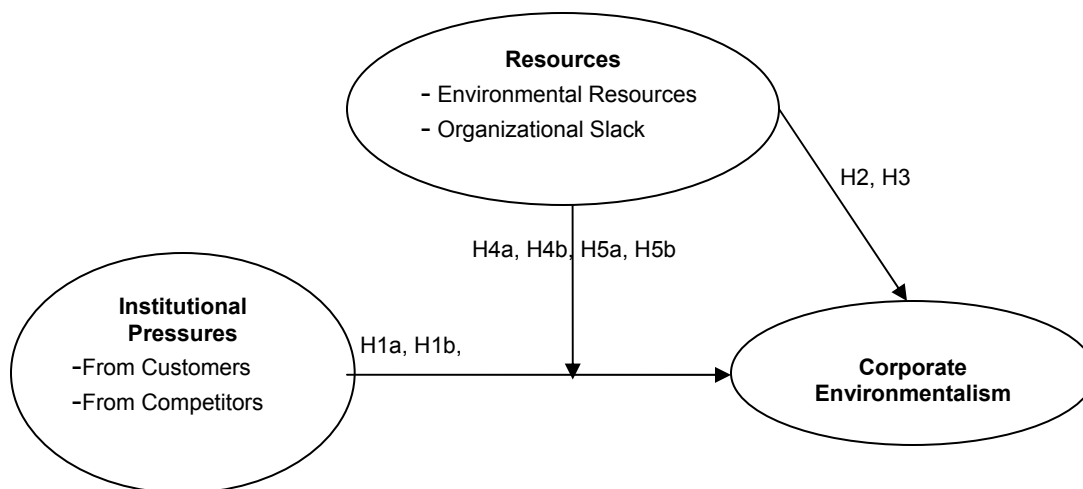 Resources
- Environmental Resources
- Organizational Slack
H2, H3
H4a, H4b, H5a, H5b
Institutional
Pressures
-From Customers
-From Competitors
H1a, H1b,
Corporate
Environmentalism